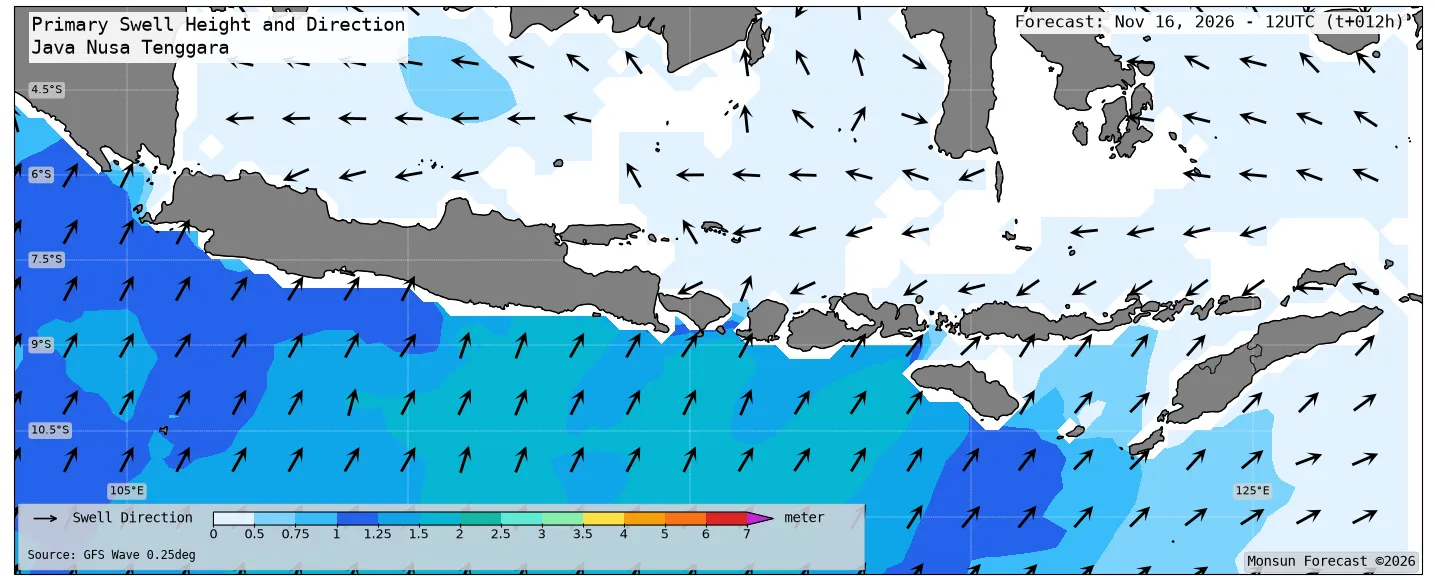 Primary Swell Height and Direction
Java Nusa Tenggara
Forecast: Nov 16, 2026 - 12UTC (t+012h)
4.5°S
6°S
7.5°S
9°S
10.5°S
105°E
125°E
Swell Direction
0 0.5 0.75 1 1.25 1.5 2 2.5 3 3.5 4 5 6 7
meter
Source: GFS Wave 0.25deg
Monsun Forecast ©2026